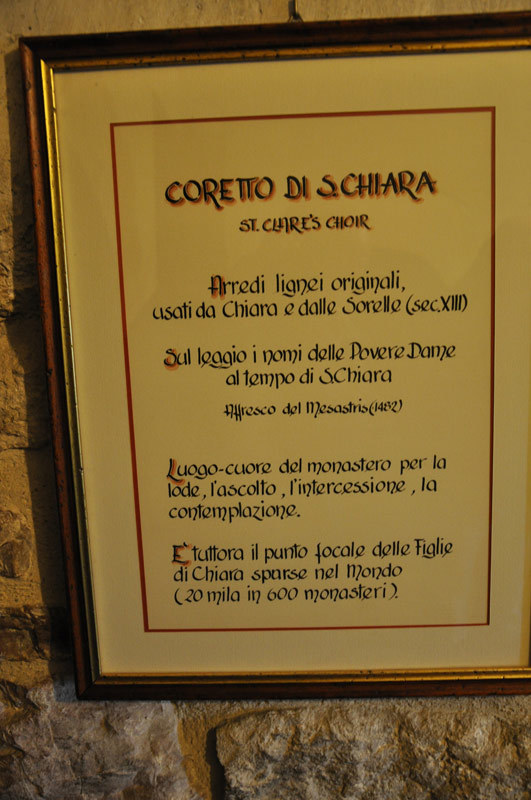 CORETTO DI S.CHIARA
ST. CLARE'S CHOIR
Arredi lignei originali,
usati da Chiara e dalle Sorelle (sec.XIII)
Sul leggio i nomi delle Povere Dame
al tempo di S.Chiara
Affresco del Mesastris (1482)
Luogo-cuore del monastero per la
lode, l'ascolto, l'intercessione, la
contemplazione.
E' tuttora il punto focale delle Figlie
di Chiara sparse nel Mondo
(20 mila in 600 monasteri).